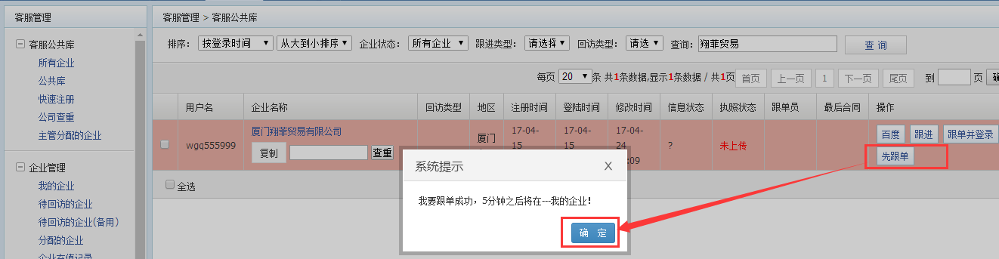 客服管理
客服公共库
所有企业
公共库
快速注册
公司查重
主管分配的企业
企业管理
我的企业
待回访的企业
待回访的企业(备用)
分配的企业
企业充值记录
客服管理 > 客服公共库
排序: 按登录时间 从大到小排序 企业状态: 所有企业 跟进类型: 请选择 回访类型: 请选 查询: 翔菲贸易 查 询
每页 20 条 共1条数据,显示1条数据 / 共1页 首页 上一页 1 下一页 尾页 到 页
用户名 企业名称 回访类型 地区 注册时间 登陆时间 修改时间 信息状态 执照状态 跟单员 最后合同 操作
wgq555999 厦门翔菲贸易有限公司 复制 查重 厦门 17-04-15 17-04-15 17-04-24 :09 ? 未上传 百度 跟进 跟单并登录 先跟单
全选
系统提示 X
我要跟单成功，5分钟之后将在---我的企业!
确 定